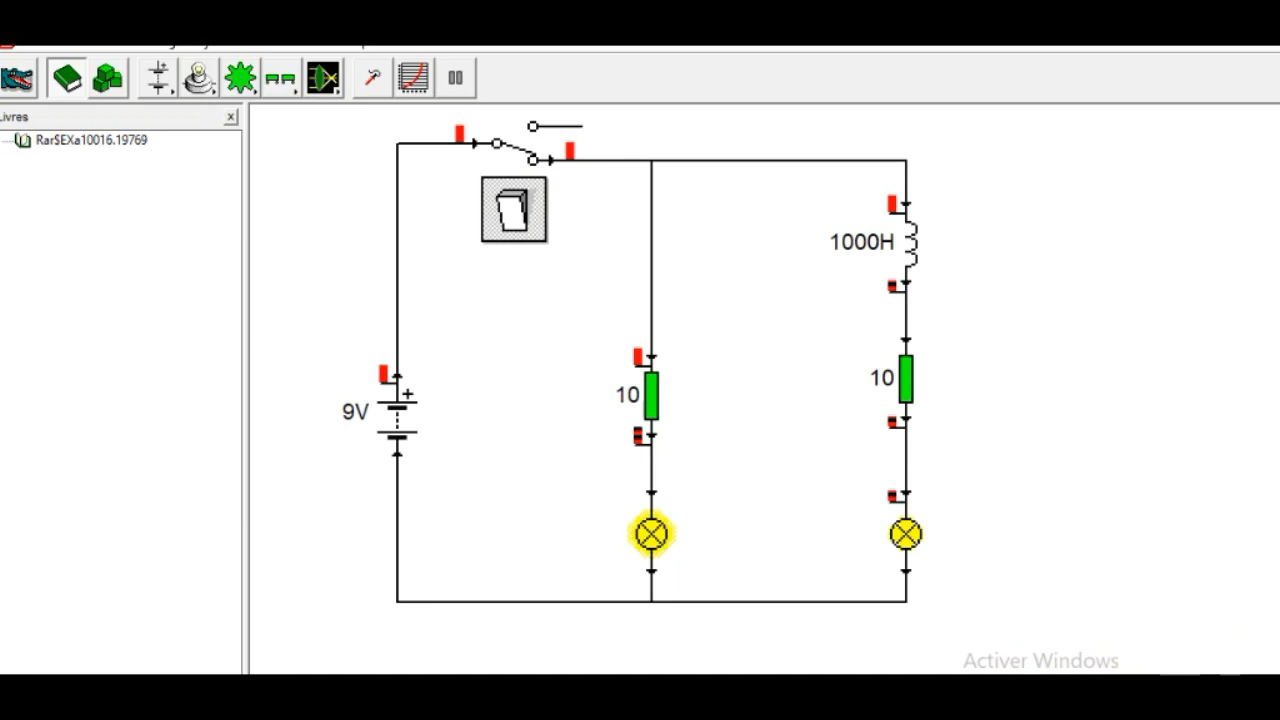 Livres
x
Rar$EXa10016.19769
1000H
10
10
9V
+
Activer Windows